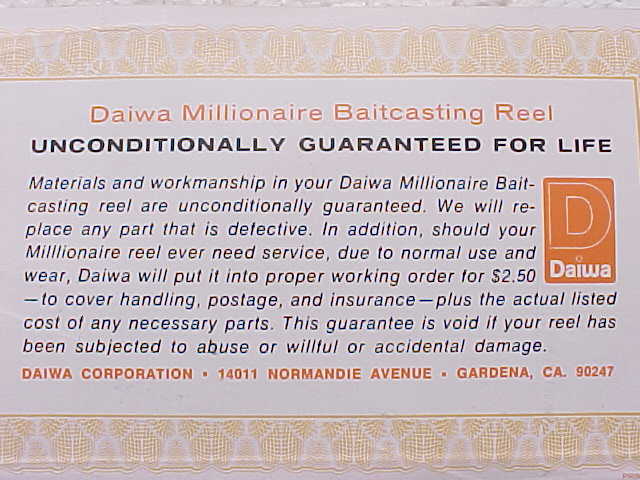 Daiwa Millionaire Baitcasting Reel
UNCONDITIONALLY GUARANTEED FOR LIFE
Materials and workmanship in your Daiwa Millionaire Bait-
casting reel are unconditionally guaranteed. We will re-
place any part that is defective. In addition, should your
Milllionaire reel ever need service, due to normal use and
wear, Daiwa will put it into proper working order for $2.50
—to cover handling, postage, and insurance—plus the actual listed
cost of any necessary parts. This guarantee is void if your reel has
been subjected to abuse or willful or accidental damage.
D
Daiwa
DAIWA CORPORATION • 14011 NORMANDIE AVENUE • GARDENA, CA. 90247